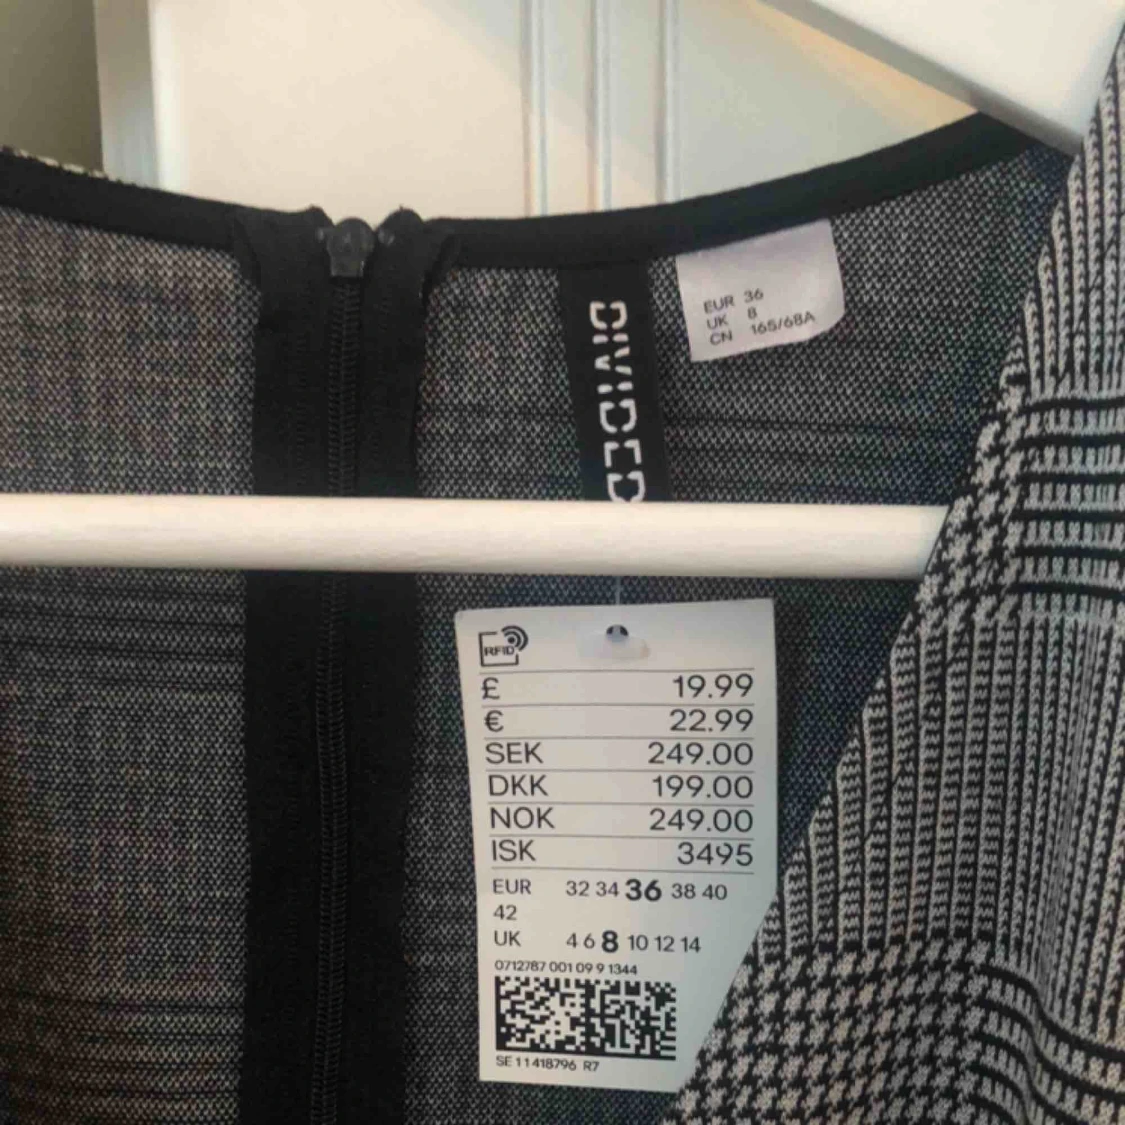 DIVIDED
EUR 36
UK 8
CN 165/68A
RFID
£ 19.99
€ 22.99
SEK 249.00
DKK 199.00
NOK 249.00
ISK 3495
EUR 32 34 36 38 40
42
UK 4 6 8 10 12 14
0712787 001 09 9 1344
SE 11418796 R7